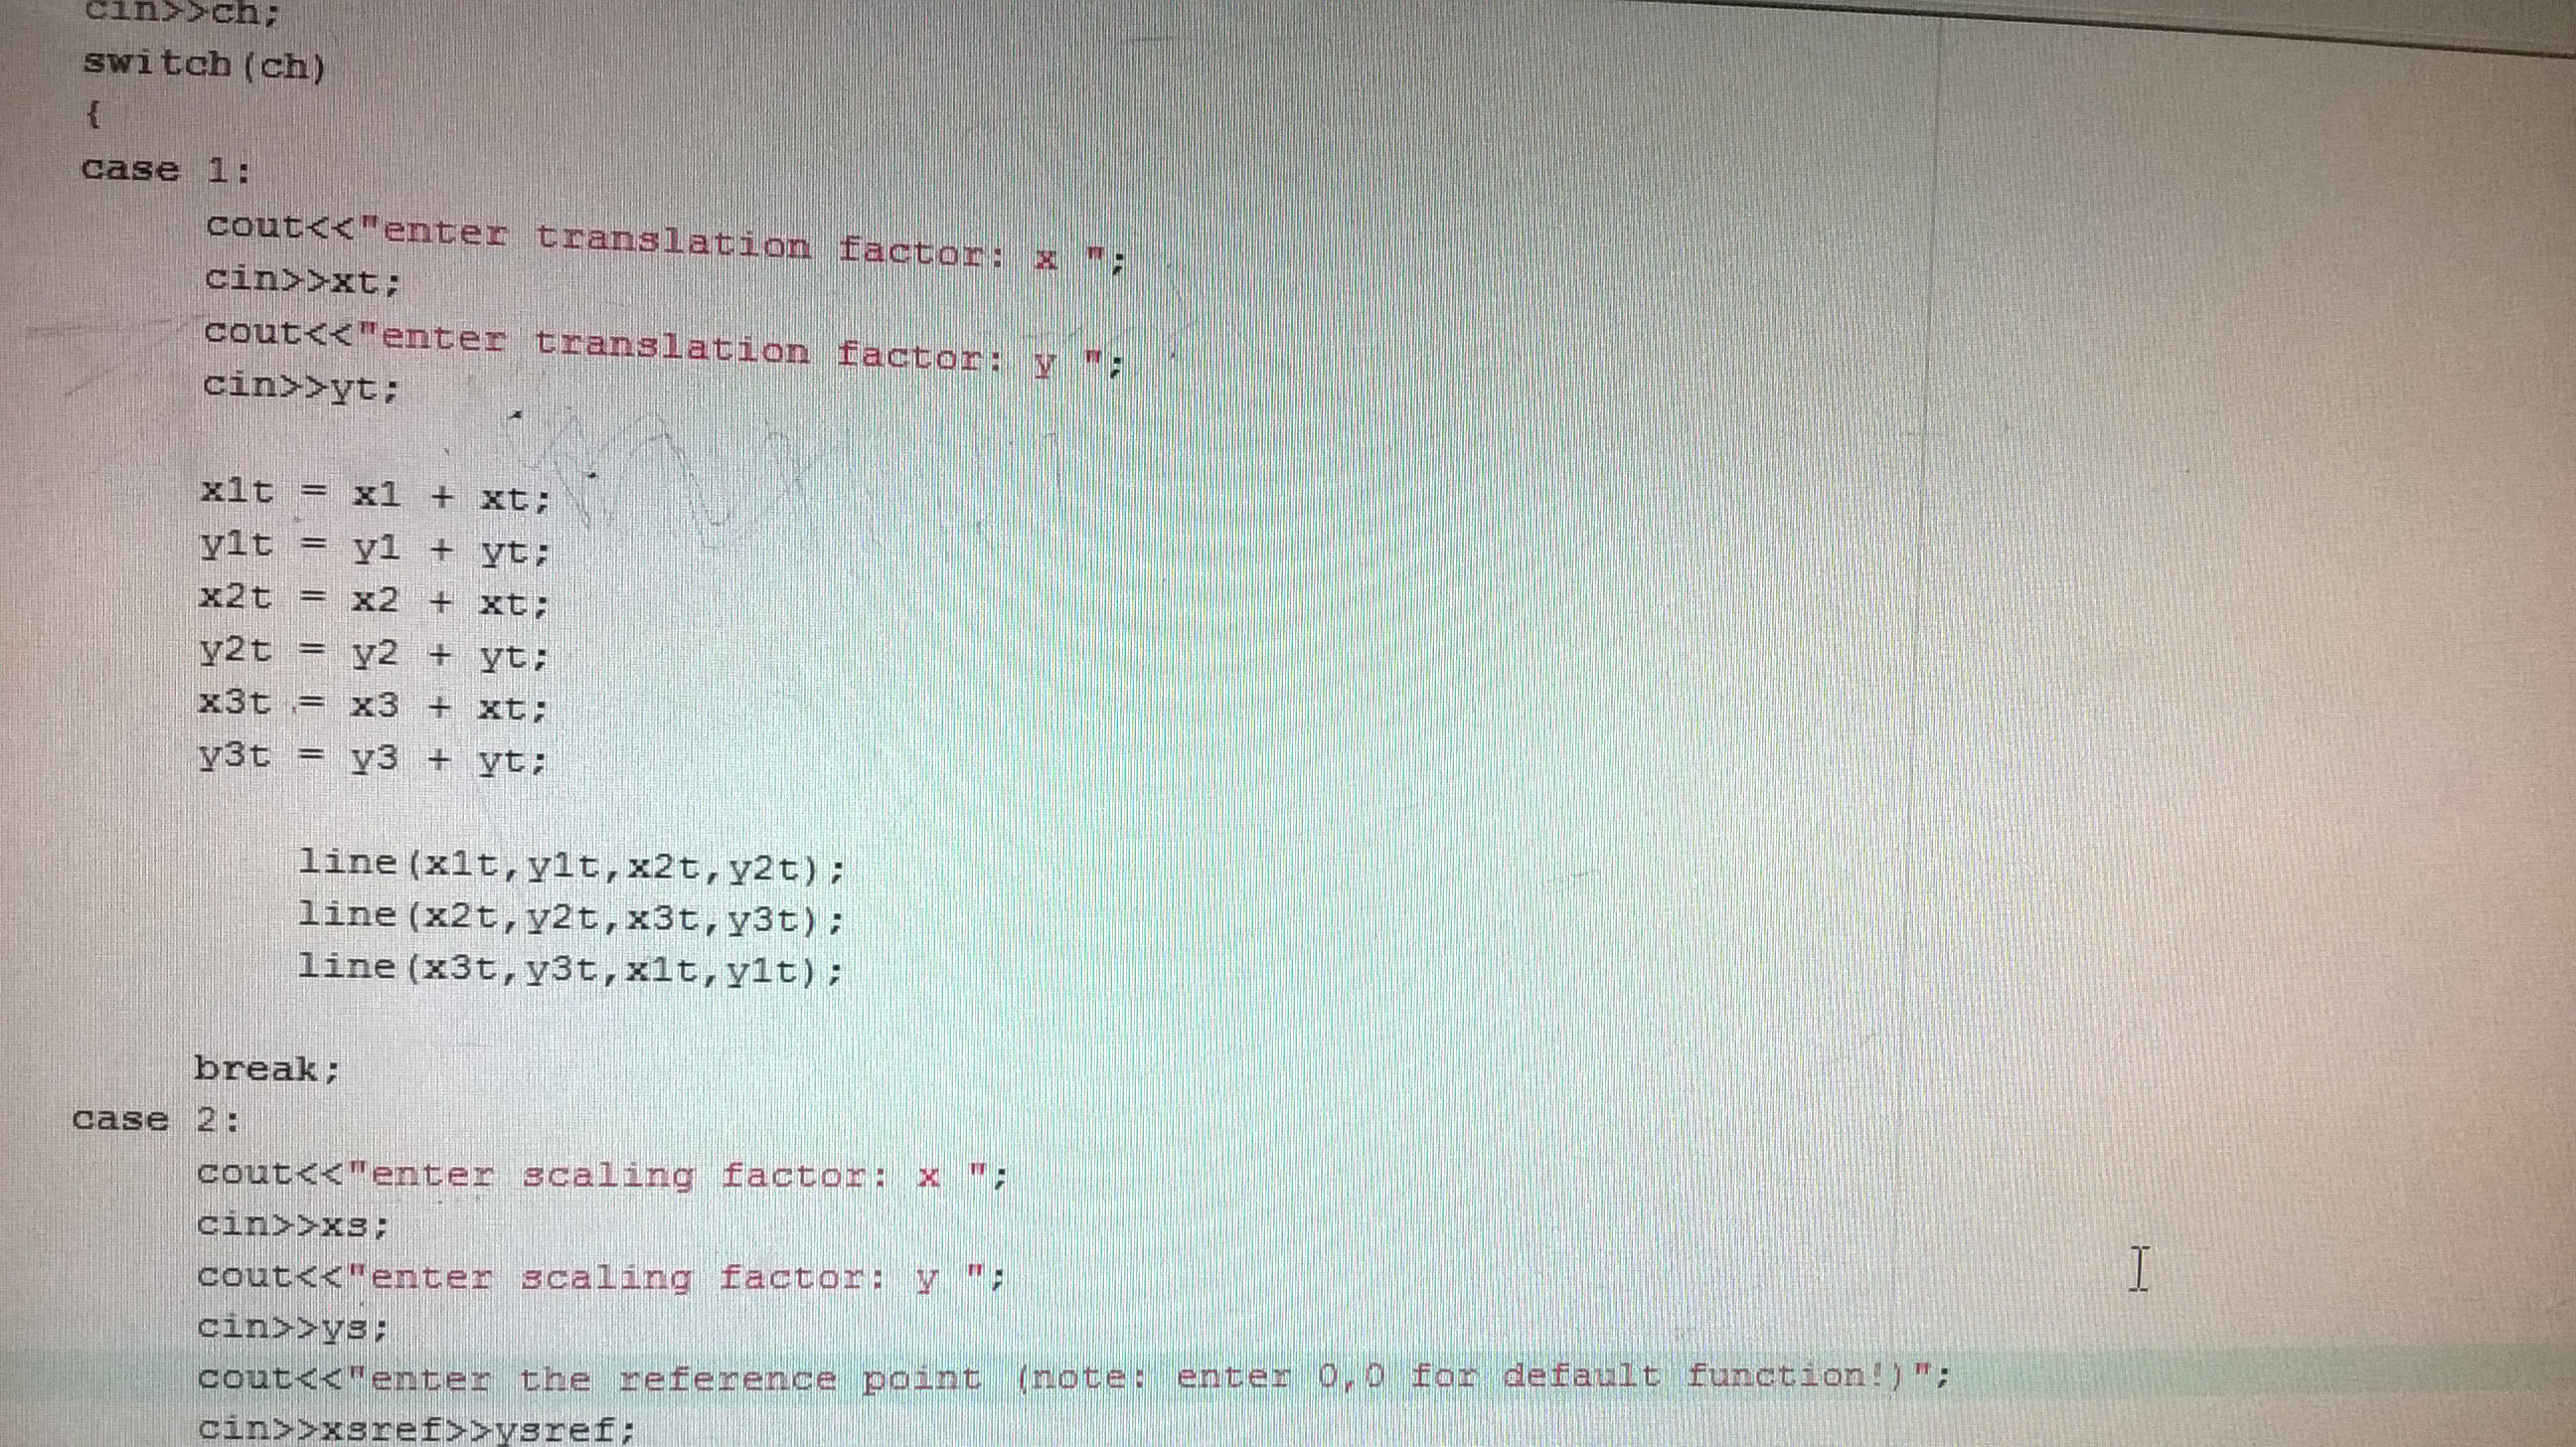 cin>>ch;
switch(ch)
{
case 1:
cout<<"enter translation factor: x ";
cin>>xt;
cout<<"enter translation factor: y ";
cin>>yt;
x1t = x1 + xt;
y1t = y1 + yt;
x2t = x2 + xt;
y2t = y2 + yt;
x3t = x3 + xt;
y3t = y3 + yt;
line(x1t,y1t,x2t,y2t);
line(x2t,y2t,x3t,y3t);
line(x3t,y3t,x1t,y1t);
break;
case 2:
cout<<"enter scaling factor: x ";
cin>>xs;
cout<<"enter scaling factor: y ";
cin>>ys;
cout<<"enter the reference point (note: enter 0,0 for default function!)";
cin>>xsref>>ysref;